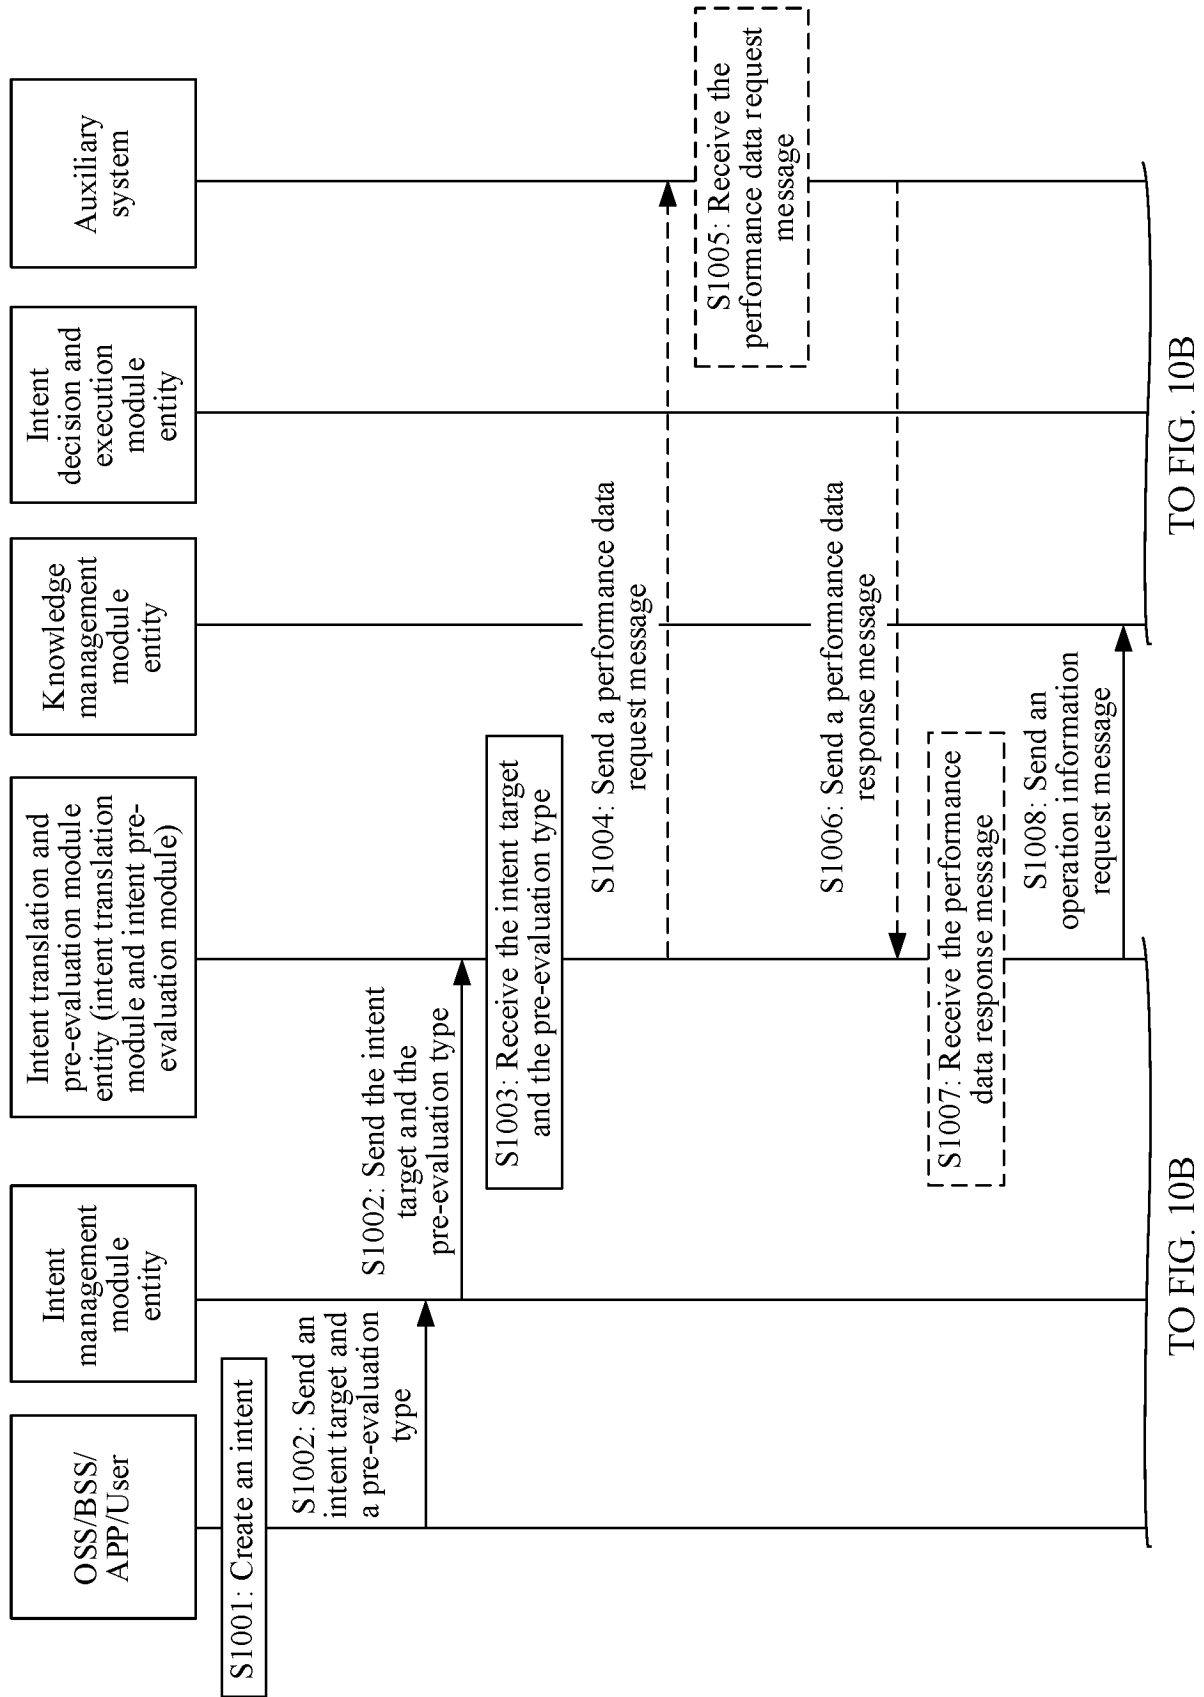 OSS/BSS/
APP/User
Intent
management
module
entity
Intent translation and
pre-evaluation module
entity (intent translation
module and intent pre-
evaluation module)
Knowledge
management
module
entity
Intent
decision and
execution
module
entity
Auxiliary
system
S1001: Create an intent
S1002: Send an
intent target and
a pre-evaluation
type
S1002: Send the intent
target and the
pre-evaluation type
S1003: Receive the intent target
and the pre-evaluation type
S1004: Send a performance data
request message
S1005: Receive the
performance data request
message
S1006: Send a performance data
response message
S1007: Receive the performance
data response message
S1008: Send an
operation information
request message
TO FIG. 10B
TO FIG. 10B